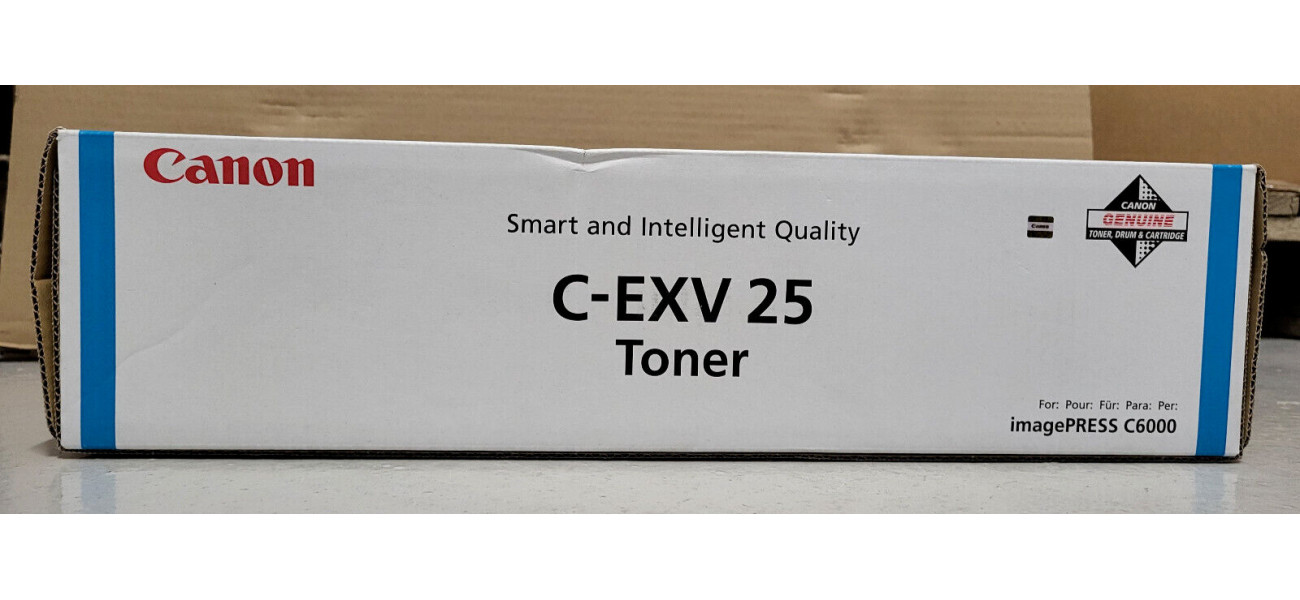 Canon
Smart and Intelligent Quality
Canon
CANON
GENUINE
TONER, DRUM & CARTRIDGE
C-EXV 25
Toner
For: Pour: Für: Para: Per:
imagePRESS C6000